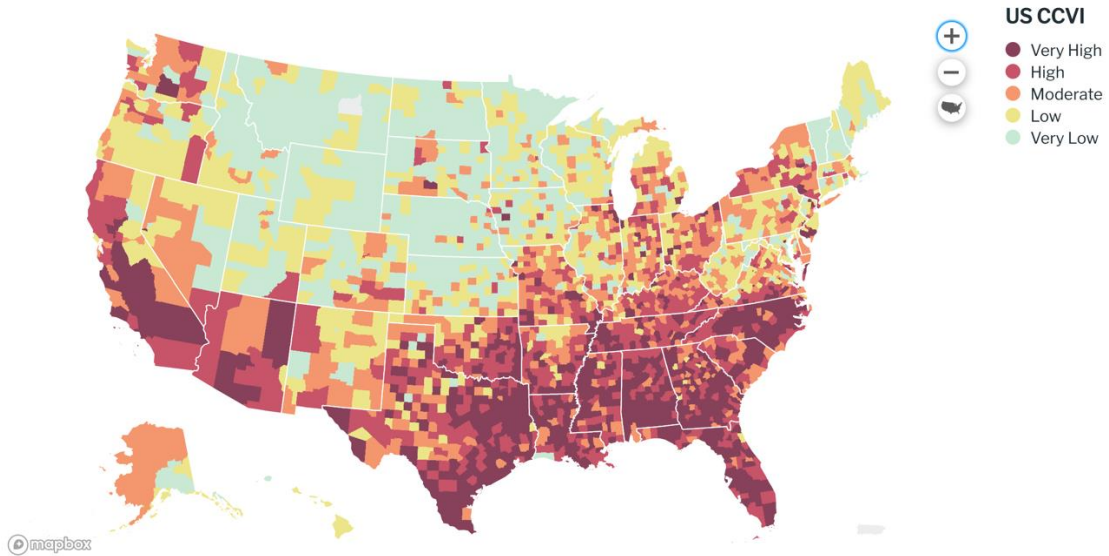 US CCVI
Very High
High
Moderate
Low
Very Low
mapbox